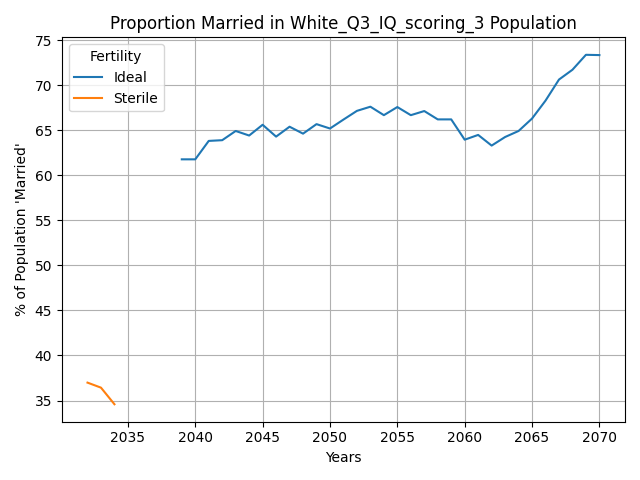 Proportion Married in White_Q3_IQ_scoring_3 Population
% of Population 'Married'
75
70
65
60
55
50
45
40
35
Fertility
Ideal
Sterile
2035 2040 2045 2050 2055 2060 2065 2070
Years